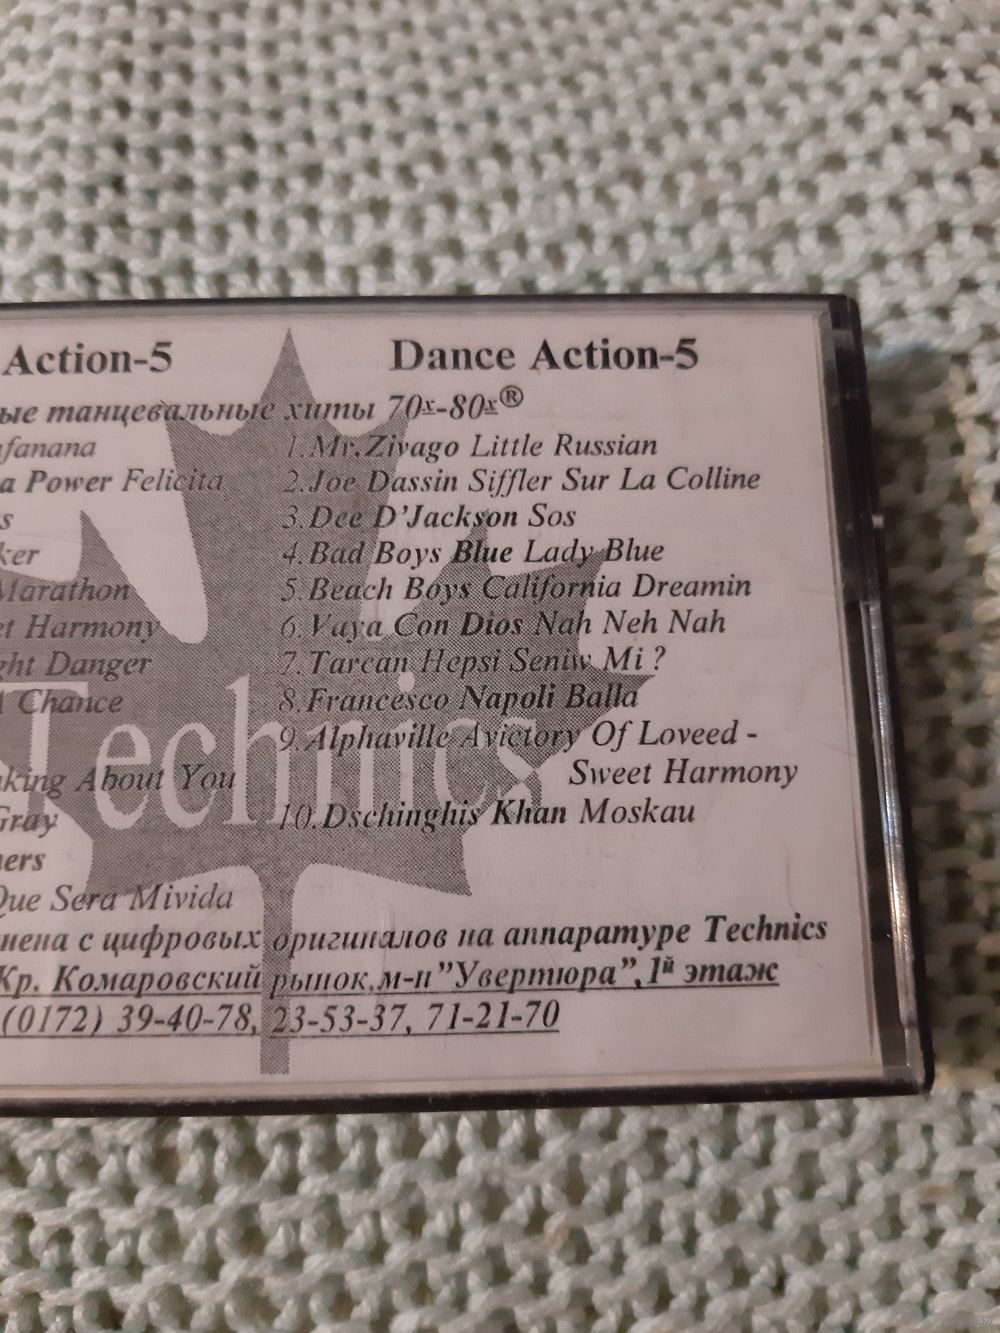 Action-5
Dance Action-5
ые танцевальные хиты 70х-80х®
fanana
a Power Felicita
s
ker
Marathon
et Harmony
ght Danger
Chance
king About You
Gray
ers
Que Sera Mivida
1.Mr.Zivago Little Russian
2.Joe Dassin Siffler Sur La Colline
3.Dee D'Jackson Sos
4.Bad Boys Blue Lady Blue
5.Beach Boys California Dreamin
6.Vaya Con Dios Nah Neh Nah
7.Tarcan Hepsi Seniw Mi ?
8.Francesco Napoli Balla
9.Alphaville Avictory Of Loveed -
Sweet Harmony
10.Dschinghis Khan Moskau
Technics
нена с цифровых оригиналов на аппаратуре Technics
Кр. Комаровский рынок,м-н"Увертюра",1й этаж
(0172) 39-40-78, 23-53-37, 71-21-70